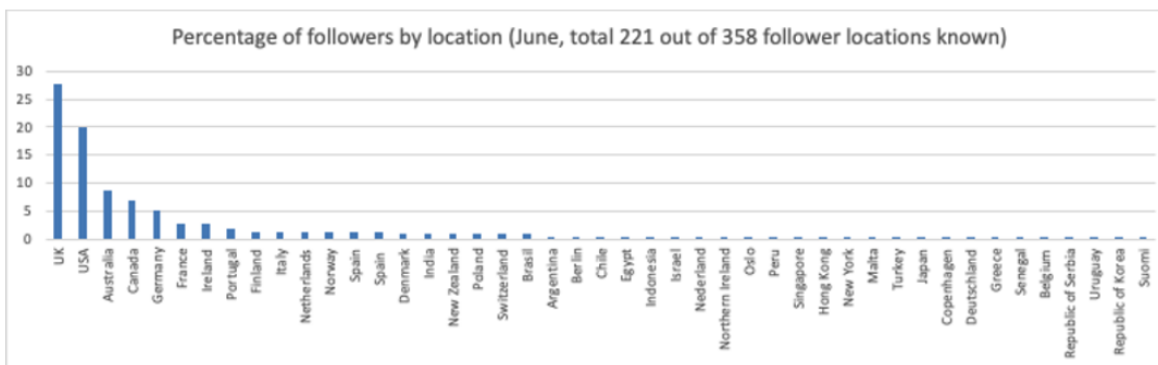 Percentage of followers by location (June, total 221 out of 358 follower locations known)
30
25
20
15
10
5
0
UK
USA
Australia
Canada
Germany
France
Ireland
Portugal
Finland
Italy
Netherlands
Norway
Spain
Spain
Denmark
India
New Zealand
Poland
Switzerland
Brasil
Argentina
Berlin
Chile
Egypt
Indonesia
Israel
Nederland
Northern Ireland
Oslo
Peru
Singapore
Hong Kong
New York
Malta
Turkey
Japan
Copenhagen
Deutschland
Greece
Senegal
Belgium
Republic of Serbia
Uruguay
Republic of Korea
Suomi